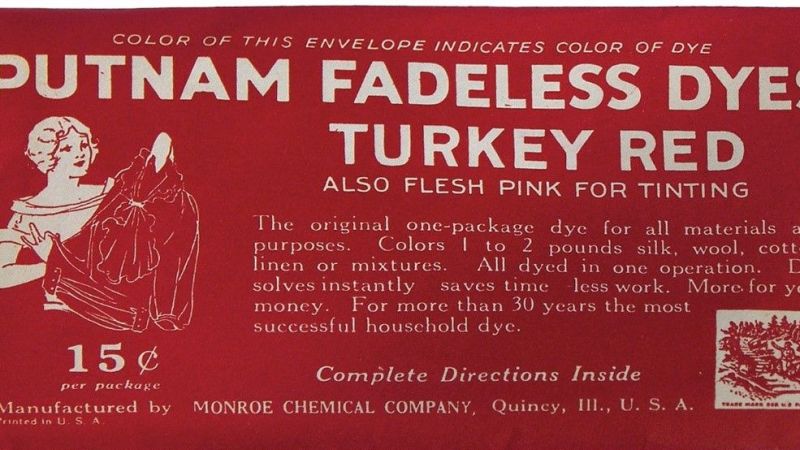 COLOR OF THIS ENVELOPE INDICATES COLOR OF DYE
PUTNAM FADELESS DYES
TURKEY RED
ALSO FLESH PINK FOR TINTING
The original one-package dye for all materials a
purposes. Colors 1 to 2 pounds silk, wool, cott
linen or mixtures. All dyed in one operation. D
solves instantly saves time -less work. More for yo
money. For more than 30 years the most
successful household dye.
15¢
per package
Complete Directions Inside
Manufactured by MONROE CHEMICAL COMPANY, Quincy, Ill., U. S. A.
Printed in U. S. A.
TRADE MARK